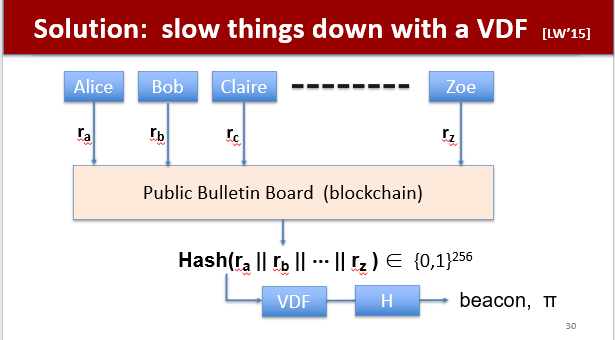 Solution: slow things down with a VDF [LW'15]
Alice Bob Claire Zoe
ra rb rc rz
Public Bulletin Board (blockchain)
Hash(ra || rb || ⋯ || rz ) ∈ {0,1}256
VDF H beacon, π
30